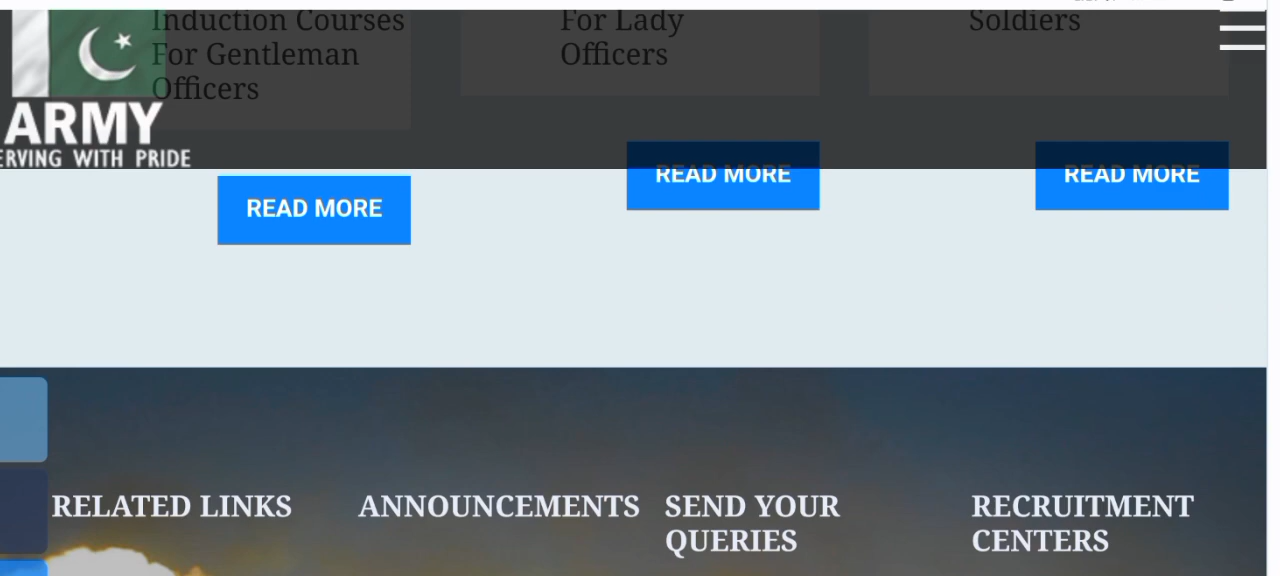 Induction Courses
For Gentleman
Officers
For Lady
Officers
Soldiers
ARMY
ERVING WITH PRIDE
READ MORE
READ MORE
READ MORE
RELATED LINKS
ANNOUNCEMENTS
SEND YOUR
QUERIES
RECRUITMENT
CENTERS